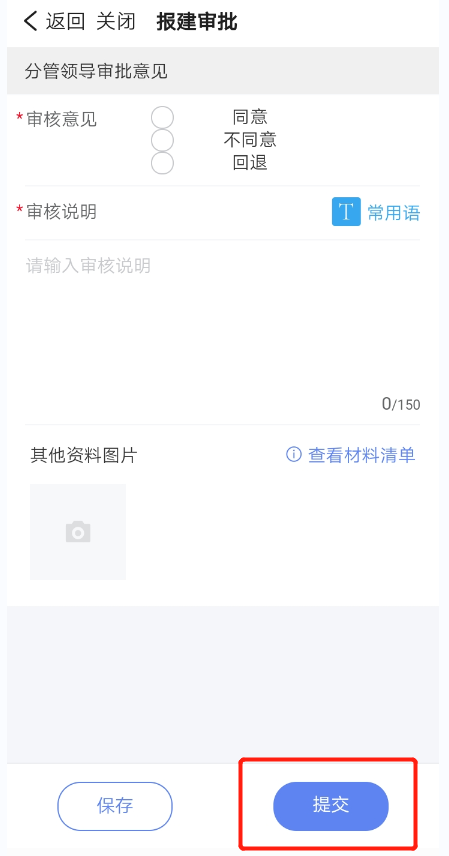 返回 关闭 报建审批
分管领导审批意见
*审核意见 同意
不同意
回退
*审核说明 T 常用语
请输入审核说明
0/150
其他资料图片 查看材料清单
保存 提交